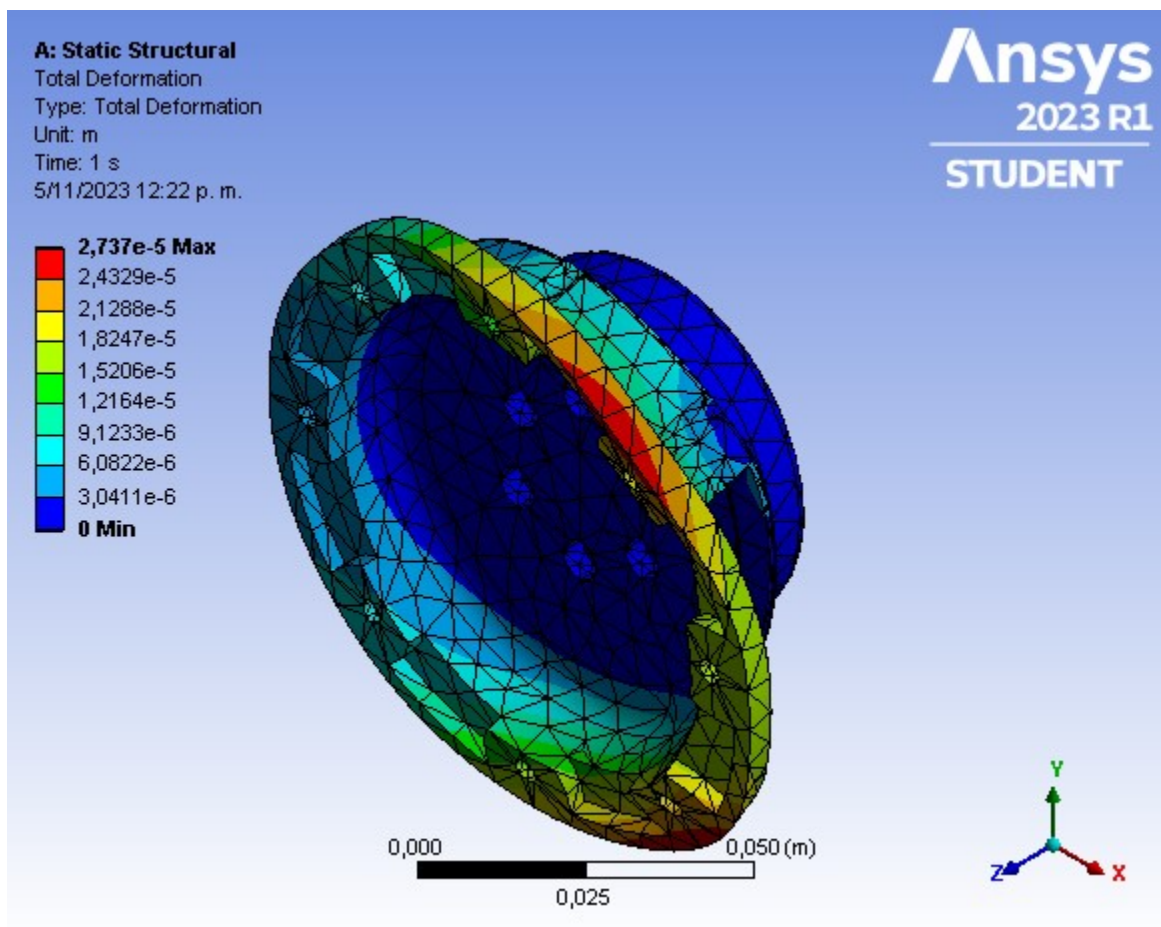 A: Static Structural
Total Deformation
Type: Total Deformation
Unit: m
Time: 1 s
5/11/2023 12:22 p. m.
2,737e-5 Max
2,4329e-5
2,1288e-5
1,8247e-5
1,5206e-5
1,2164e-5
9,1233e-6
6,0822e-6
3,0411e-6
0 Min
Ansys
2023 R1
STUDENT
0,000
0,050 (m)
0,025
Y
Z
X